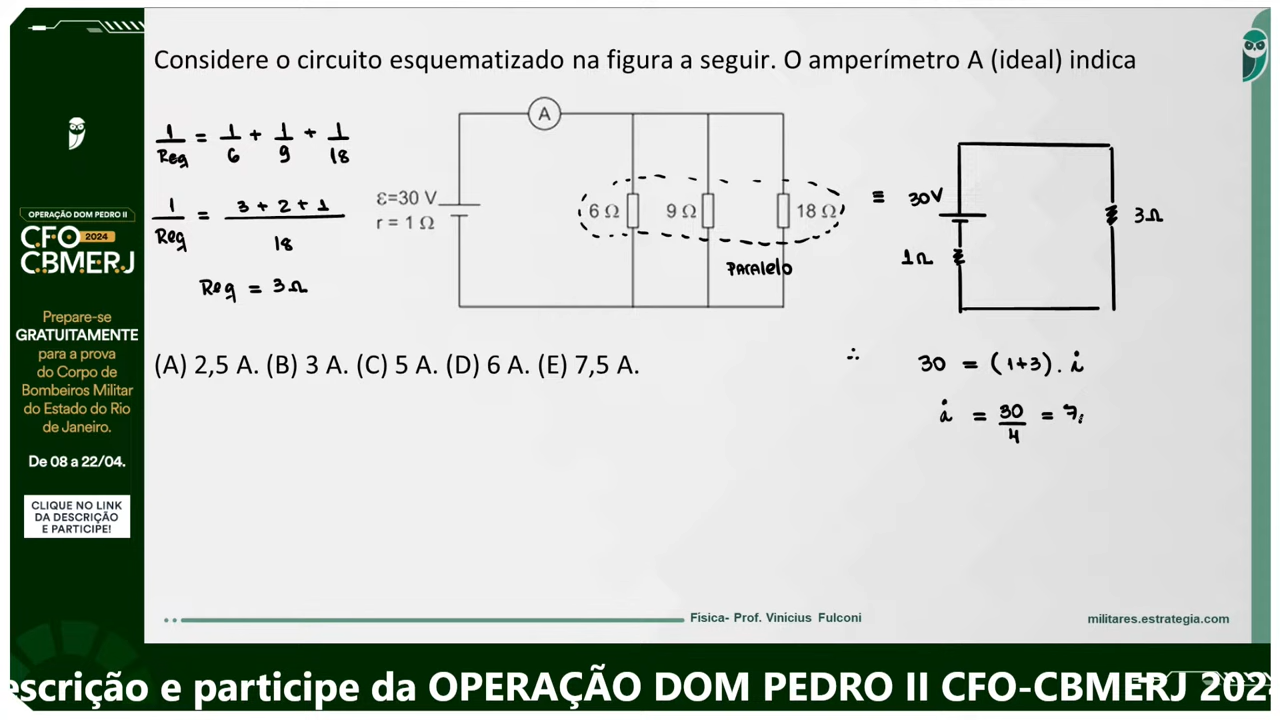 Considere o circuito esquematizado na figura a seguir. O amperímetro A (ideal) indica
1/Req = 1/6 + 1/9 + 1/18
1/Req = 3 + 2 + 1/18
Req = 3Ω
A
ε=30 V
r = 1 Ω
6 Ω
9 Ω
18 Ω
Paralelo
≡
30V
1Ω
3Ω
(A) 2,5 A. (B) 3 A. (C) 5 A. (D) 6 A. (E) 7,5 A.
∴ 30 = (1+3) . i
i = 30/4 = 7,
OPERAÇÃO DOM PEDRO II
CFO 2024
CBMERJ
Prepare-se
GRATUITAMENTE
para a prova
do Corpo de
Bombeiros Militar
do Estado do Rio
de Janeiro.
De 08 a 22/04.
CLIQUE NO LINK
DA DESCRIÇÃO
E PARTICIPE!
Física- Prof. Vinícius Fulconi
militares.estrategia.com
escrição e participe da OPERAÇÃO DOM PEDRO II CFO-CBMERJ 202